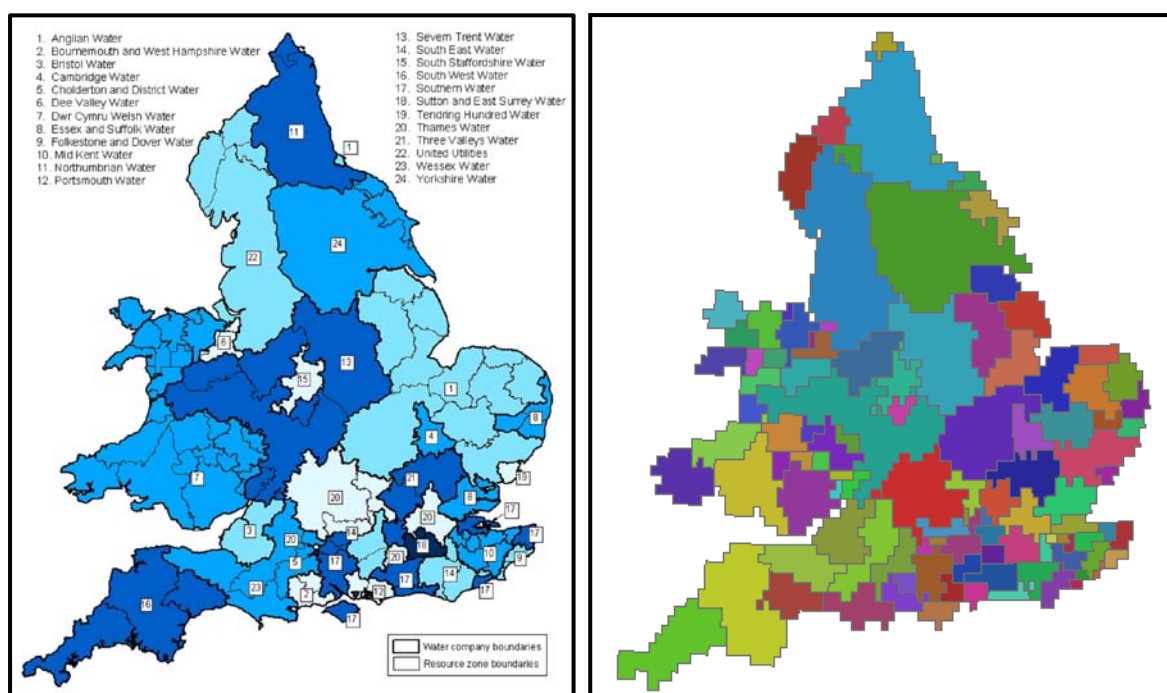 1. Anglian Water
2. Bournemouth and West Hampshire Water
3. Bristol Water
4. Cambridge Water
5. Cholderton and District Water
6. Dee Valley Water
7. Dwr Cymru Welsh Water
8. Essex and Suffolk Water
9. Folkestone and Dover Water
10. Mid Kent Water
11. Northumbrian Water
12. Portsmouth Water
13. Severn Trent Water
14. South East Water
15. South Staffordshire Water
16. South West Water
17. Southern Water
18. Sutton and East Surrey Water
19. Tendring Hundred Water
20. Thames Water
21. Three Valleys Water
22. United Utilities
23. Wessex Water
24. Yorkshire Water
11
1
24
22
6
13
15
1
8
4
7
21
19
20
8
17
3
20
14
20
18
17
5
17
20
10
9
16
23
2
12
17
14
17
17
Water company boundaries
Resource zone boundaries